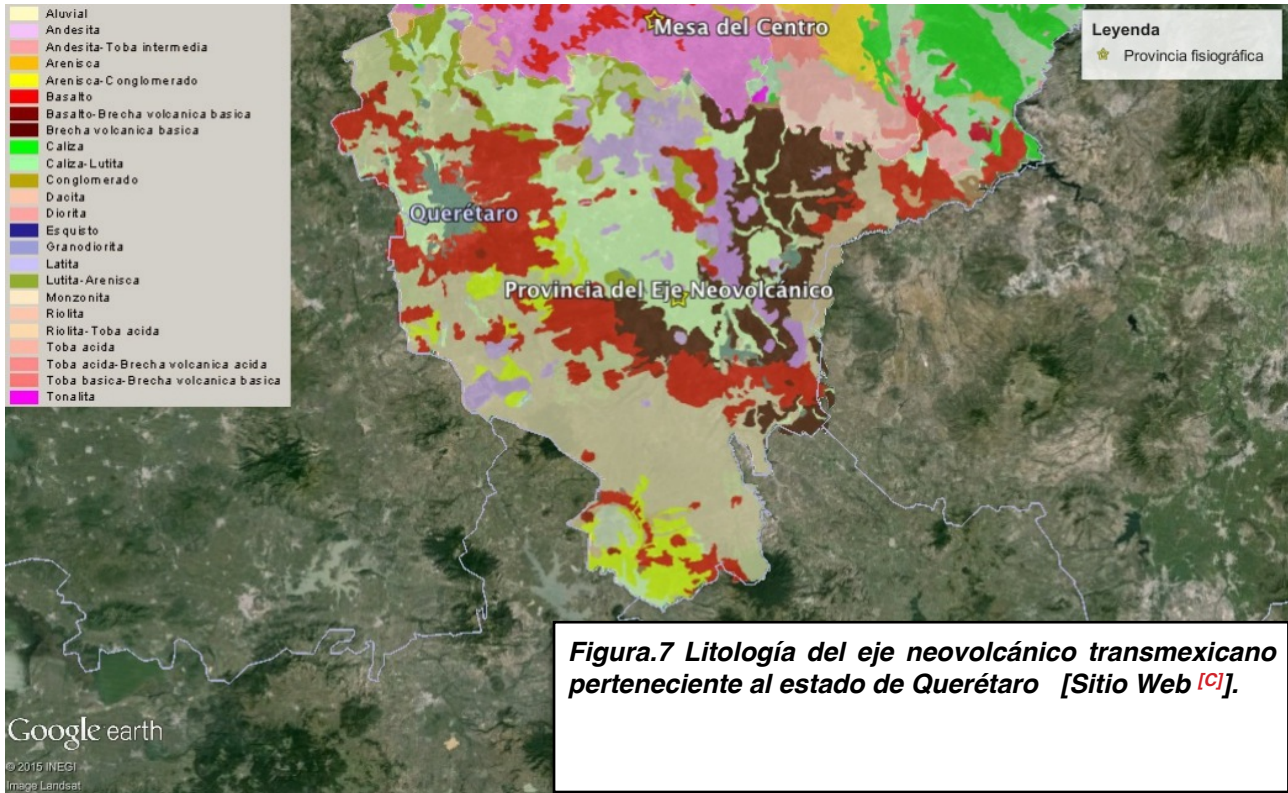 Aluvial
Andesita
Andesita-Toba intermedia
Arenisca
Arenisca-Conglomerado
Basalto
Basalto-Brecha volcanica basica
Brecha volcanica basica
Caliza
Caliza-Lutita
Conglomerado
Dacita
Diorita
Esquisto
Granodiorita
Latita
Lutita-Arenisca
Monzonita
Riolita
Riolita-Toba acida
Toba acida
Toba acida-Brecha volcanica acida
Toba basica-Brecha volcanica basica
Tonalita
Mesa del Centro
Leyenda
Provincia fisiográfica
Querétaro
Provincia del Eje Neovolcánico
Figura.7 Litología del eje neovolcánico transmexicano
perteneciente al estado de Querétaro [Sitio Web [C]].
Google earth
© 2015 INEGI
Image Landsat